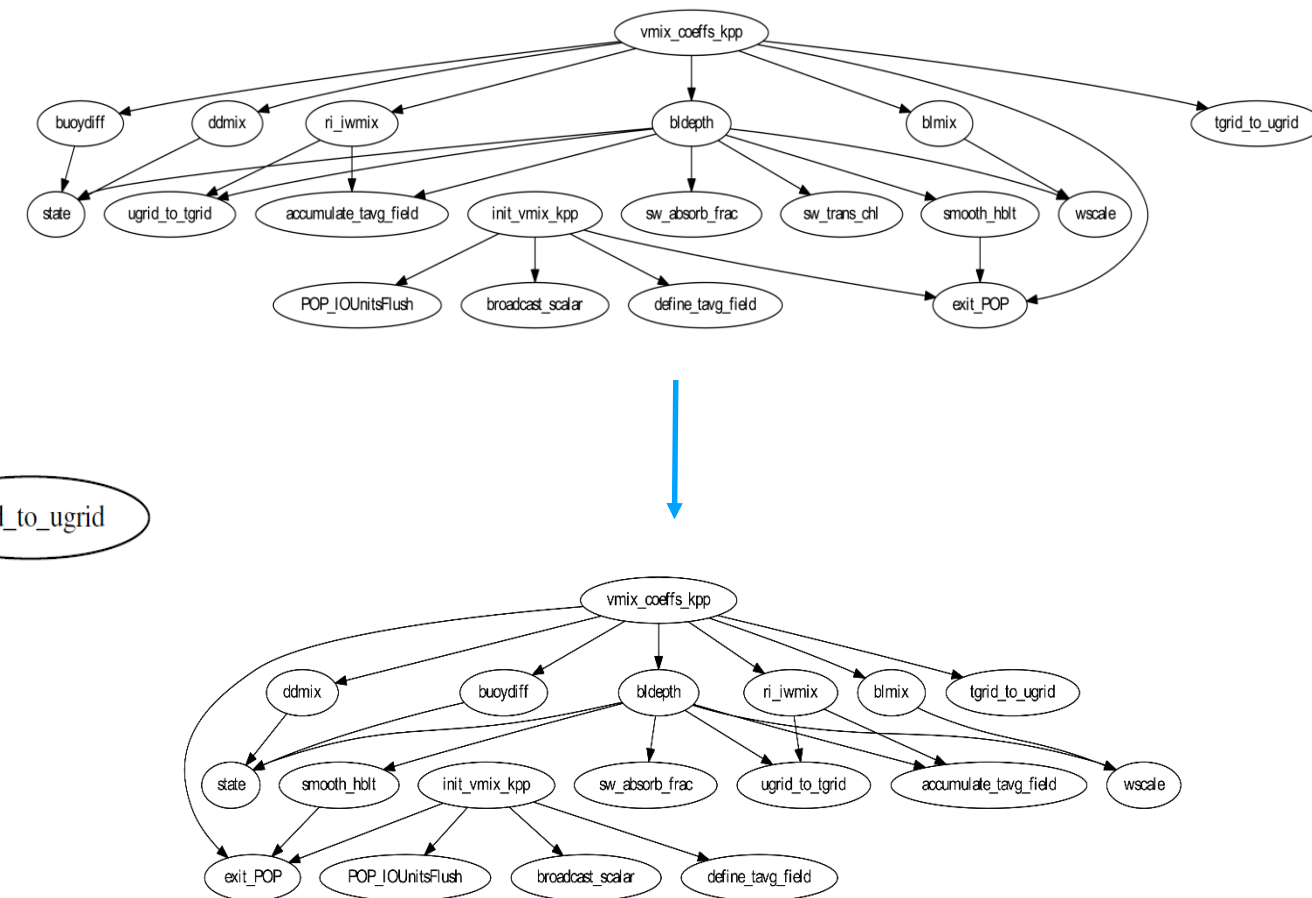 vmix_coeffs_kpp
buoydiff ddmix ri_iwmix bldepth blmix tgrid_to_ugrid
state ugrid_to_tgrid accumulate_tavg_field init_vmix_kpp sw_absorb_frac sw_trans_chl smooth_hblt wscale
POP_IOUnitsFlush broadcast_scalar define_tavg_field exit_POP
_to_ugrid
vmix_coeffs_kpp
ddmix buoydiff bldepth ri_iwmix blmix tgrid_to_ugrid
state smooth_hblt init_vmix_kpp sw_absorb_frac ugrid_to_tgrid accumulate_tavg_field wscale
exit_POP POP_IOUnitsFlush broadcast_scalar define_tavg_field